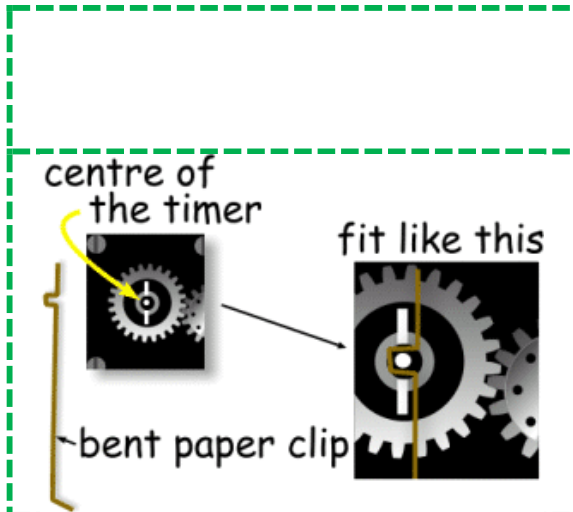 centre of
the timer
fit like this
bent paper clip